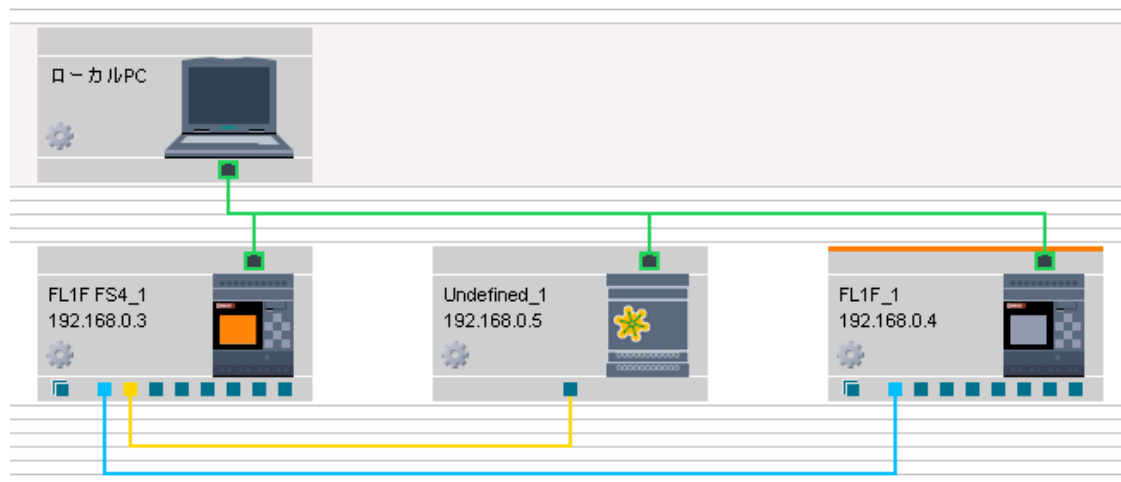 ローカルPC
FL1F FS4_1
192.168.0.3
Undefined_1
192.168.0.5
FL1F_1
192.168.0.4